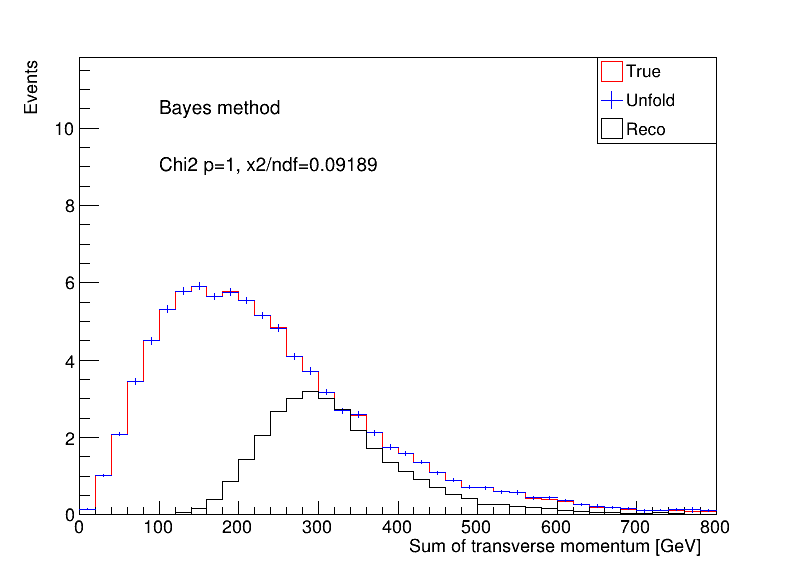 Events
10
8
6
4
2
0
Bayes method
Chi2 p=1, x2/ndf=0.09189
True
Unfold
Reco
0 100 200 300 400 500 600 700 800
Sum of transverse momentum [GeV]